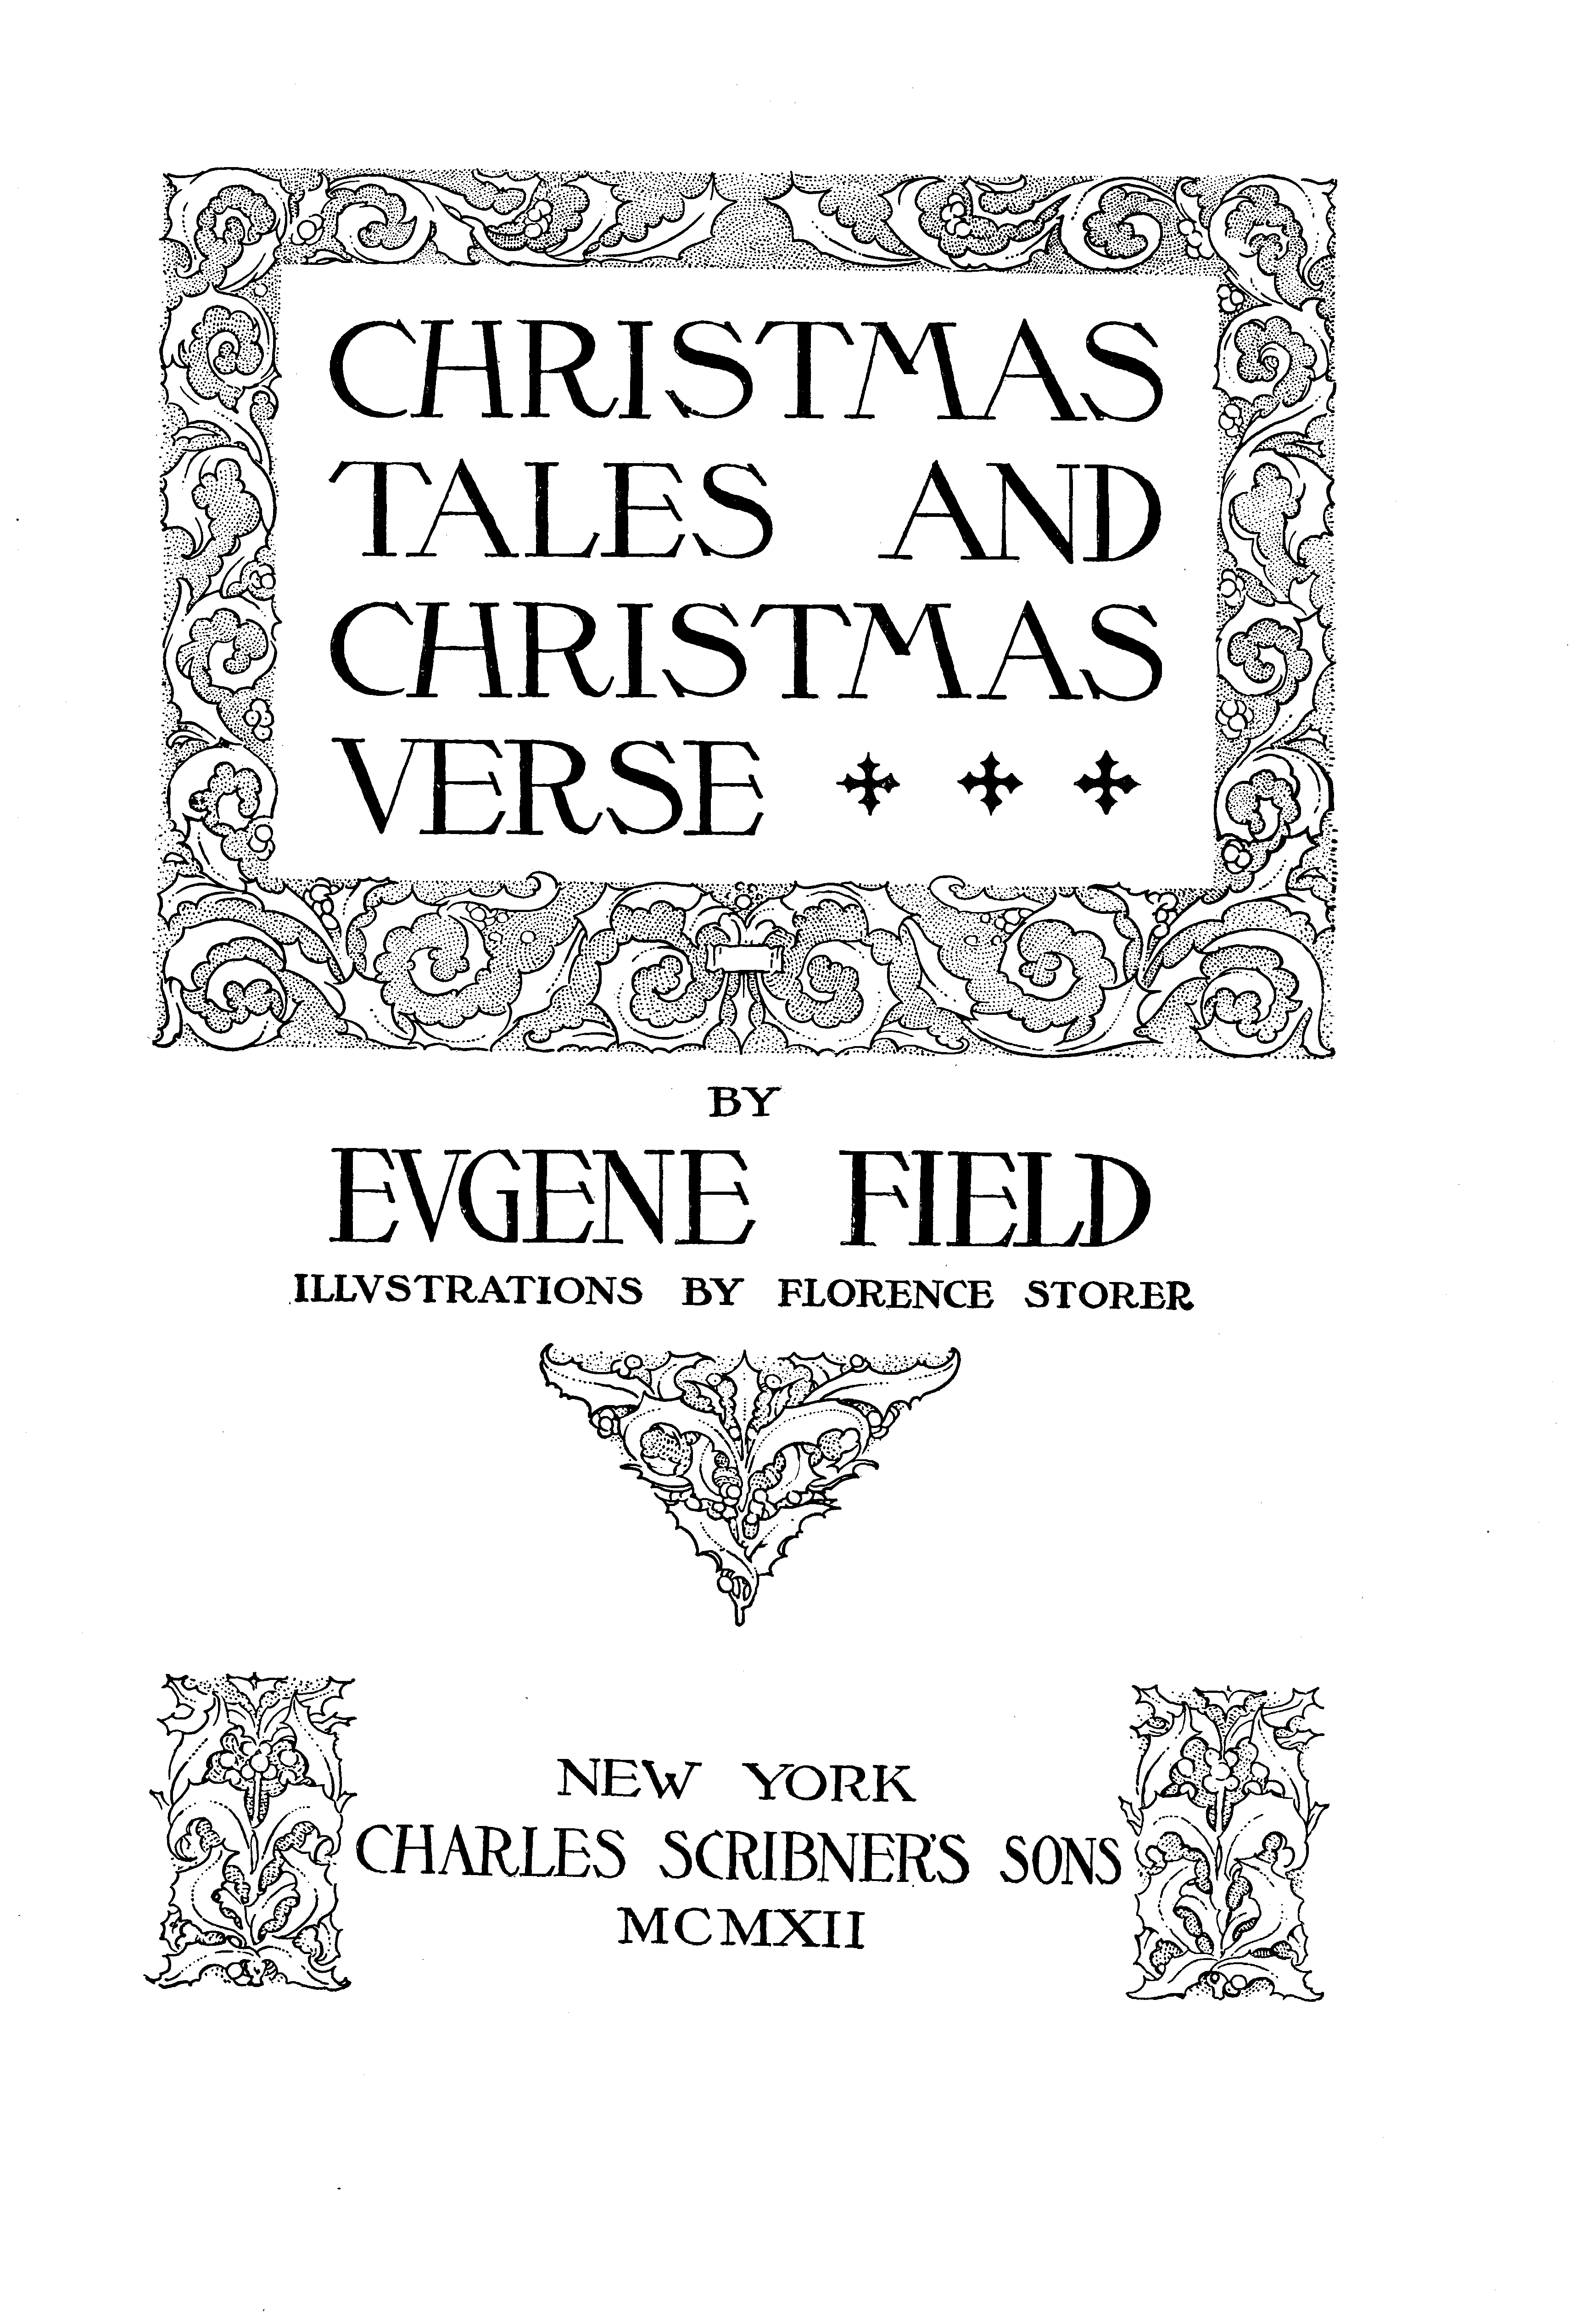 CHRISTMAS
TALES AND
CHRISTMAS
VERSE
BY
EVGENE FIELD
ILLVSTRATIONS BY FLORENCE STORER
NEW YORK
CHARLES SCRIBNER'S SONS
MCMXII